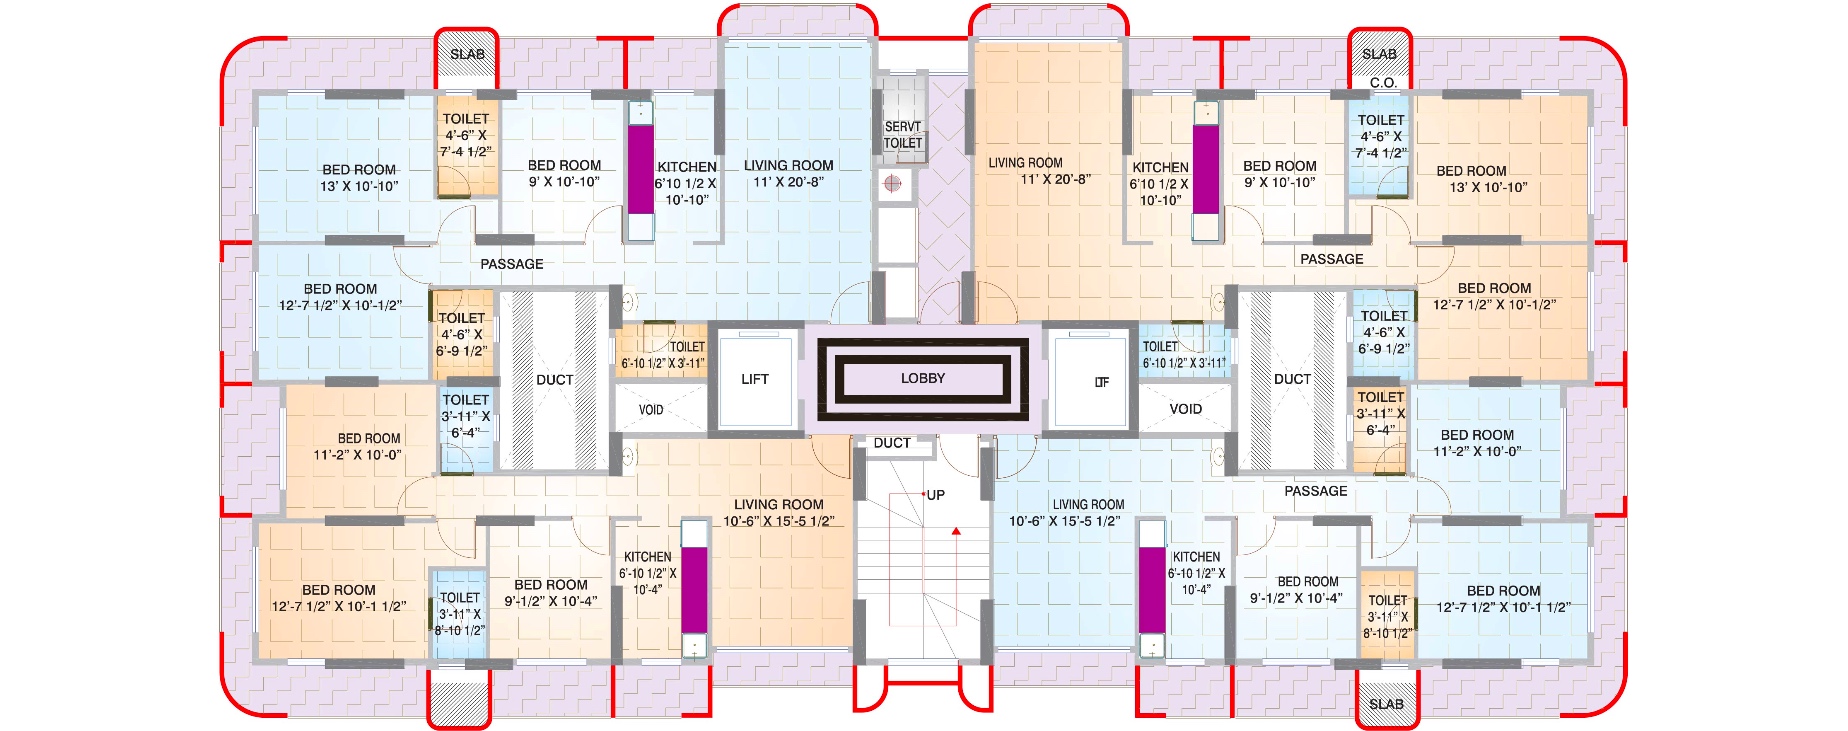 SLAB
SLAB
C.O.
TOILET
4'-6" X
7'-4 1/2"
BED ROOM
13' X 10'-10"
BED ROOM
9' X 10'-10"
KITCHEN
6'10 1/2 X
10'-10"
LIVING ROOM
11' X 20'-8"
SERVT
TOILET
LIVING ROOM
11' X 20'-8"
KITCHEN
6'10 1/2 X
10'-10"
BED ROOM
9' X 10'-10"
TOILET
4'-6" X
7'-4 1/2"
BED ROOM
13' X 10'-10"
PASSAGE
PASSAGE
BED ROOM
12'-7 1/2" X 10'-1/2"
TOILET
4'-6" X
6'-9 1/2"
DUCT
TOILET
6'-10 1/2" X 3'-11"
LIFT
LOBBY
LIFT
TOILET
6'-10 1/2" X 3'-11"
DUCT
TOILET
4'-6" X
6'-9 1/2"
BED ROOM
12'-7 1/2" X 10'-1/2"
VOID
VOID
BED ROOM
11'-2" X 10'-0"
TOILET
3'-11" X
6'-4"
DUCT
TOILET
3'-11" X
6'-4"
BED ROOM
11'-2" X 10'-0"
UP
PASSAGE
LIVING ROOM
10'-6" X 15'-5 1/2"
LIVING ROOM
10'-6" X 15'-5 1/2"
BED ROOM
12'-7 1/2" X 10'-1 1/2"
TOILET
3'-11" X
8'-10 1/2"
BED ROOM
9'-1/2" X 10'-4"
KITCHEN
6'-10 1/2" X
10'-4"
KITCHEN
6'-10 1/2" X
10'-4"
BED ROOM
9'-1/2" X 10'-4"
TOILET
3'-11" X
8'-10 1/2"
BED ROOM
12'-7 1/2" X 10'-1 1/2"
SLAB